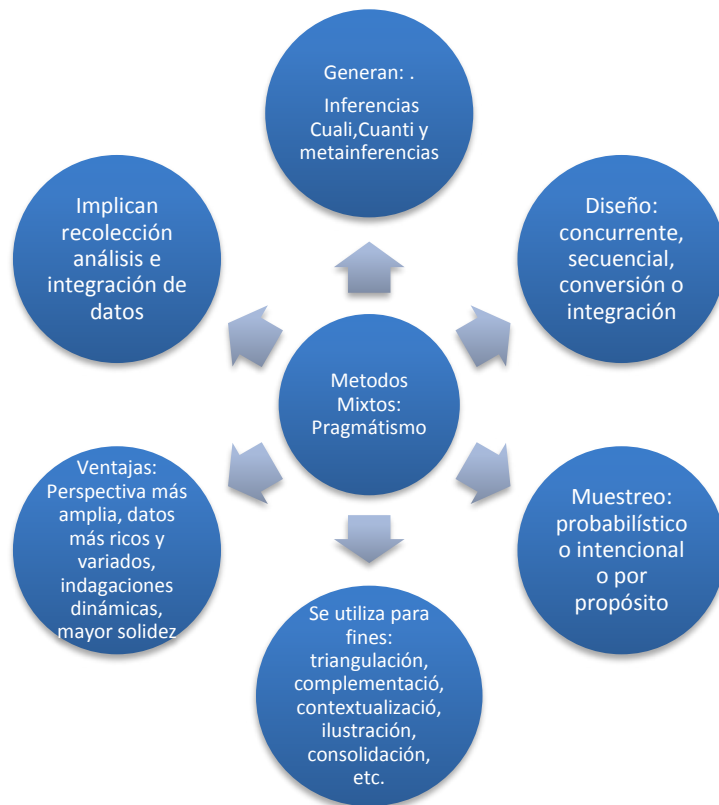 Generan: .
Inferencias
Cuali,Cuanti y
metainferencias
Diseño:
concurrente,
secuencial,
conversión o
integración
Muestreo:
probabilístico
o intencional
o por
propósito
Se utiliza para
fines:
triangulación,
complementació,
contextualizació,
ilustración,
consolidación,
etc.
Ventajas:
Perspectiva más
amplia, datos
más ricos y
variados,
indagaciones
dinámicas,
mayor solidez
Implican
recolección
análisis e
integración de
datos
Metodos
Mixtos:
Pragmátismo